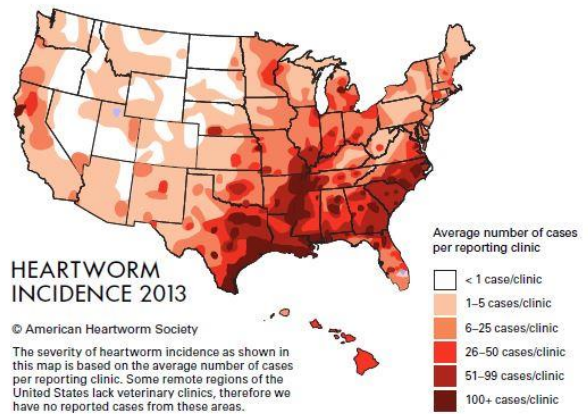 HEARTWORM
INCIDENCE 2013
© American Heartworm Society
The severity of heartworm incidence as shown in
this map is based on the average number of cases
per reporting clinic. Some remote regions of the
United States lack veterinary clinics, therefore we
have no reported cases from these areas.
Average number of cases
per reporting clinic
< 1 case/clinic
1–5 cases/clinic
6–25 cases/clinic
26–50 cases/clinic
51–99 cases/clinic
100+ cases/clinic